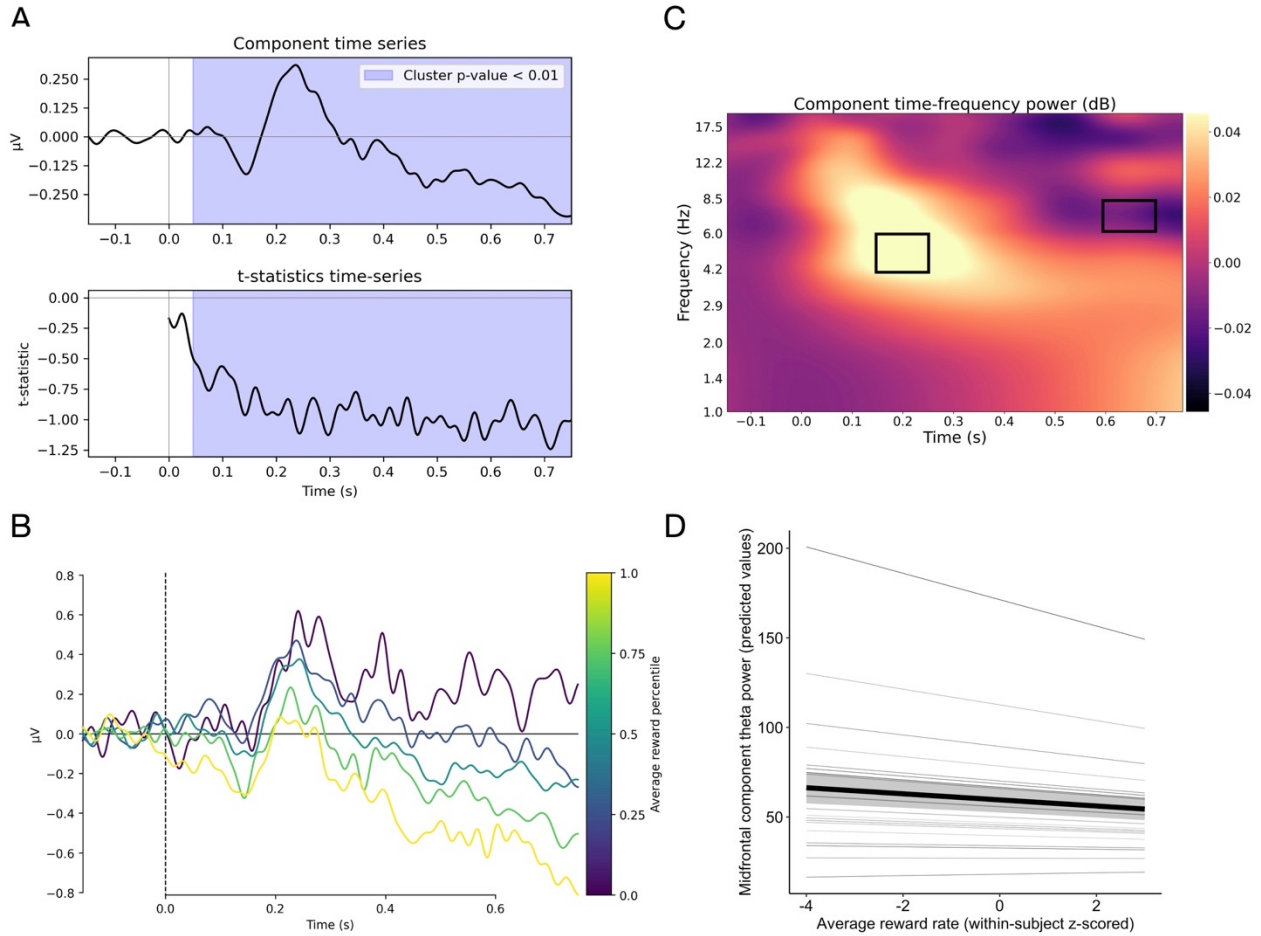 A
Component time series
Cluster p-value < 0.01
μV
0.250
0.125
0.000
−0.125
−0.250
−0.1 0.0 0.1 0.2 0.3 0.4 0.5 0.6 0.7
t-statistics time-series
t-statistic
0.00
−0.25
−0.50
−0.75
−1.00
−1.25
−0.1 0.0 0.1 0.2 0.3 0.4 0.5 0.6 0.7
Time (s)
B
μV
0.8
0.6
0.4
0.2
0.0
−0.2
−0.4
−0.6
−0.8
0.0 0.2 0.4 0.6
Time (s)
1.0
0.75
0.5
0.25
0.0
Average reward percentile
C
Component time-frequency power (dB)
Frequency (Hz)
17.5
12.2
8.5
6.0
4.2
2.9
2.0
1.4
1.0
−0.1 0.0 0.1 0.2 0.3 0.4 0.5 0.6 0.7
Time (s)
0.04
0.02
0.00
−0.02
−0.04
D
Midfrontal component theta power (predicted values)
200
150
100
50
-4 -2 0 2
Average reward rate (within-subject z-scored)